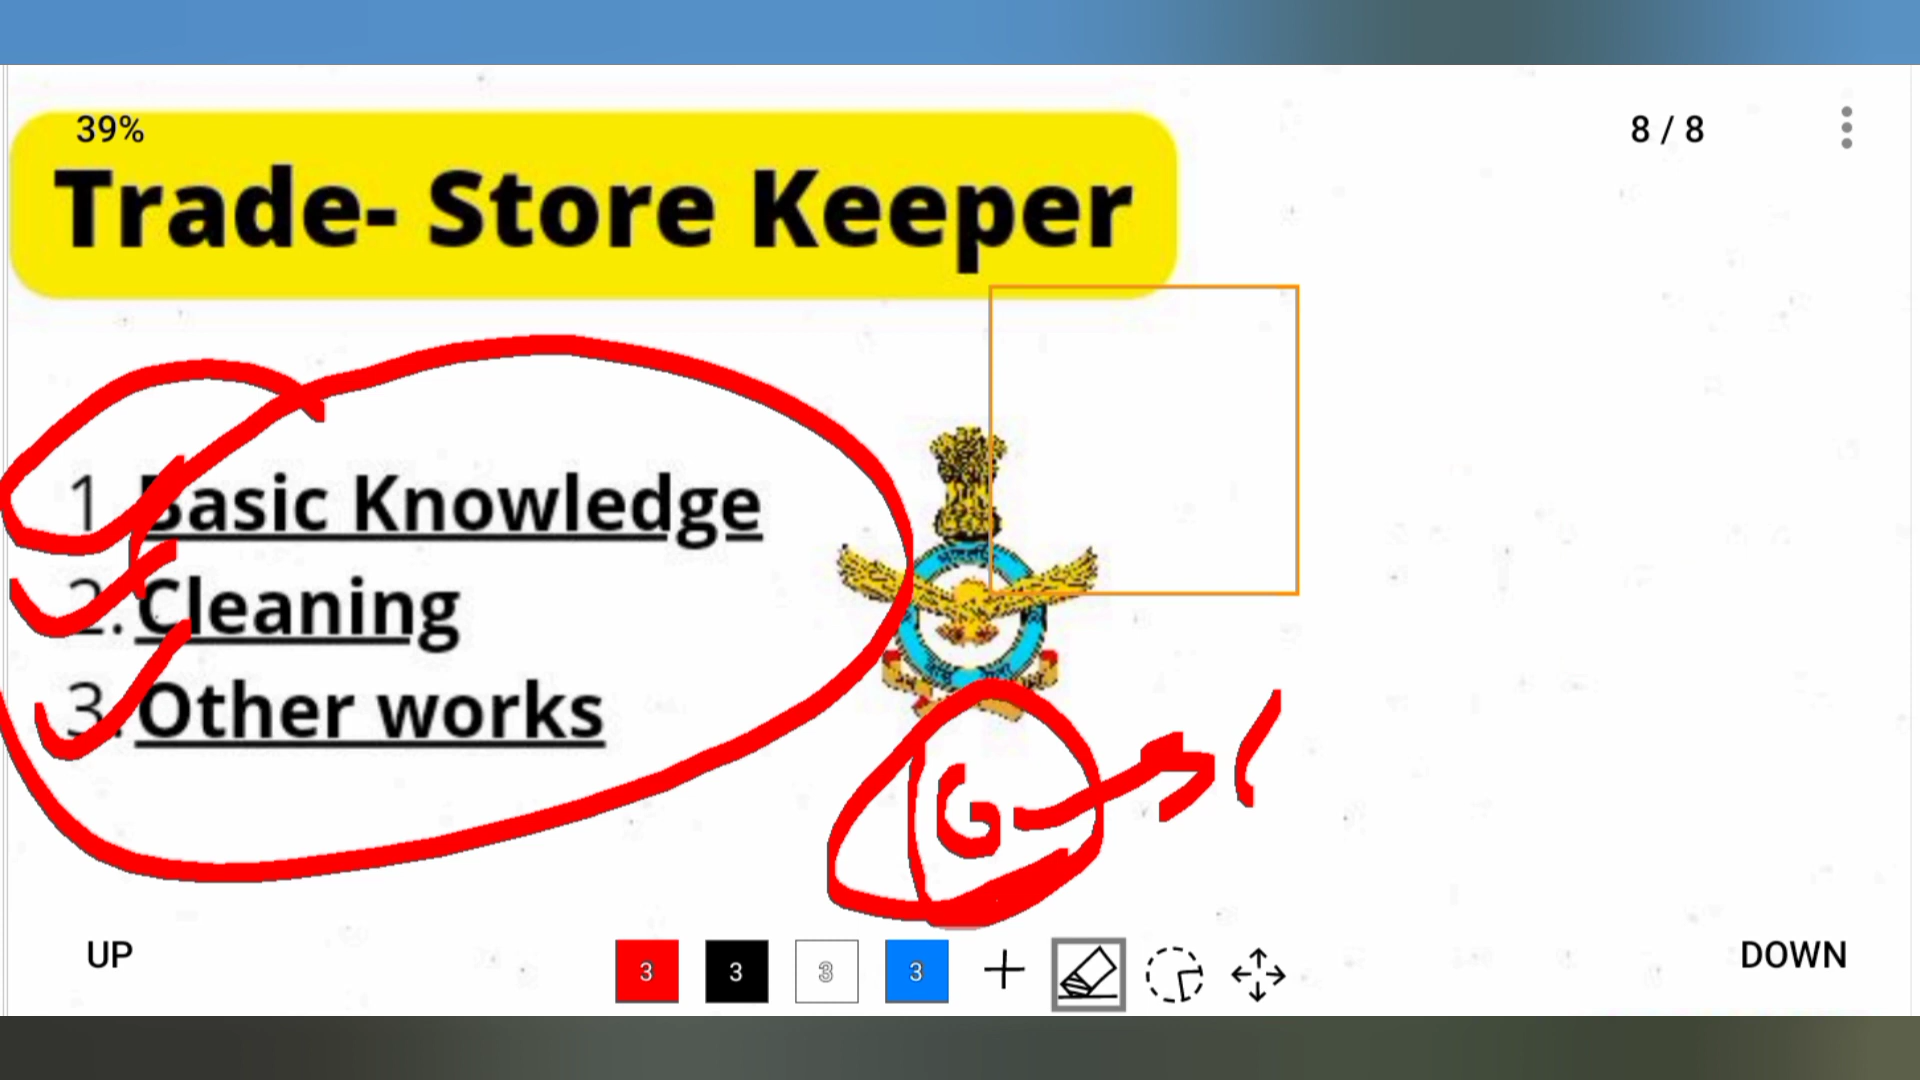 39%
8 / 8
Trade- Store Keeper
1. Basic Knowledge
2. Cleaning
3. Other works
UP
3
3
3
3
DOWN